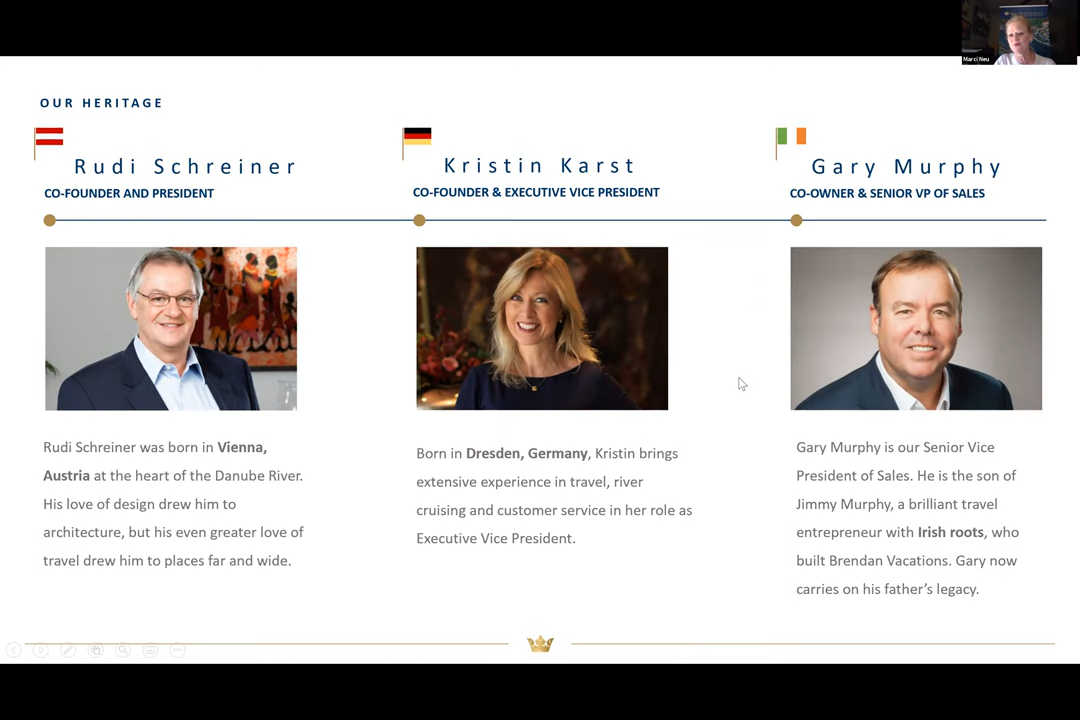 Marci Neu
OUR HERITAGE
Rudi Schreiner
CO-FOUNDER AND PRESIDENT
Kristin Karst
CO-FOUNDER & EXECUTIVE VICE PRESIDENT
Gary Murphy
CO-OWNER & SENIOR VP OF SALES
Rudi Schreiner was born in Vienna,
Austria at the heart of the Danube River.
His love of design drew him to
architecture, but his even greater love of
travel drew him to places far and wide.
Born in Dresden, Germany, Kristin brings
extensive experience in travel, river
cruising and customer service in her role as
Executive Vice President.
Gary Murphy is our Senior Vice
President of Sales. He is the son of
Jimmy Murphy, a brilliant travel
entrepreneur with Irish roots, who
built Brendan Vacations. Gary now
carries on his father’s legacy.